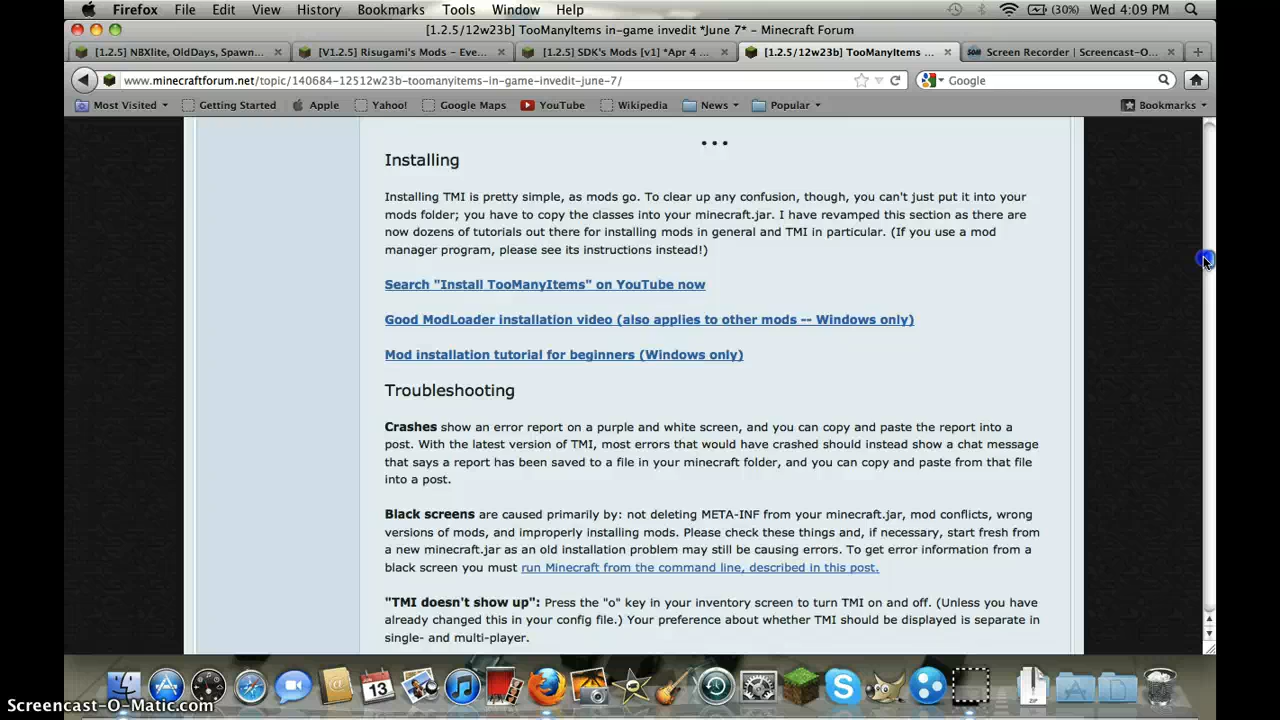 Firefox File Edit View History Bookmarks Tools Window Help (30%) Wed 4:09 PM
[1.2.5/12w23b] TooManyItems in-game invedit *June 7* - Minecraft Forum
[1.2.5] NBXlite, OldDays, Spawn... [V1.2.5] Risugami's Mods - Eve... [1.2.5] SDK's Mods [v1] *Apr 4 ... [1.2.5/12w23b] TooManyItems ... Screen Recorder | Screencast-O...
www.minecraftforum.net/topic/140684-12512w23b-toomanyitems-in-game-invedit-june-7/ Google
Most Visited Getting Started Apple Yahoo! Google Maps YouTube Wikipedia News Popular Bookmarks
• • •
Installing
Installing TMI is pretty simple, as mods go. To clear up any confusion, though, you can't just put it into your
mods folder; you have to copy the classes into your minecraft.jar. I have revamped this section as there are
now dozens of tutorials out there for installing mods in general and TMI in particular. (If you use a mod
manager program, please see its instructions instead!)
Search "Install TooManyItems" on YouTube now
Good ModLoader installation video (also applies to other mods -- Windows only)
Mod installation tutorial for beginners (Windows only)
Troubleshooting
Crashes show an error report on a purple and white screen, and you can copy and paste the report into a
post. With the latest version of TMI, most errors that would have crashed should instead show a chat message
that says a report has been saved to a file in your minecraft folder, and you can copy and paste from that file
into a post.
Black screens are caused primarily by: not deleting META-INF from your minecraft.jar, mod conflicts, wrong
versions of mods, and improperly installing mods. Please check these things and, if necessary, start fresh from
a new minecraft.jar as an old installation problem may still be causing errors. To get error information from a
black screen you must run Minecraft from the command line, described in this post.
"TMI doesn't show up": Press the "o" key in your inventory screen to turn TMI on and off. (Unless you have
already changed this in your config file.) Your preference about whether TMI should be displayed is separate in
single- and multi-player.
13
ZIP
Screencast-O-Matic.com